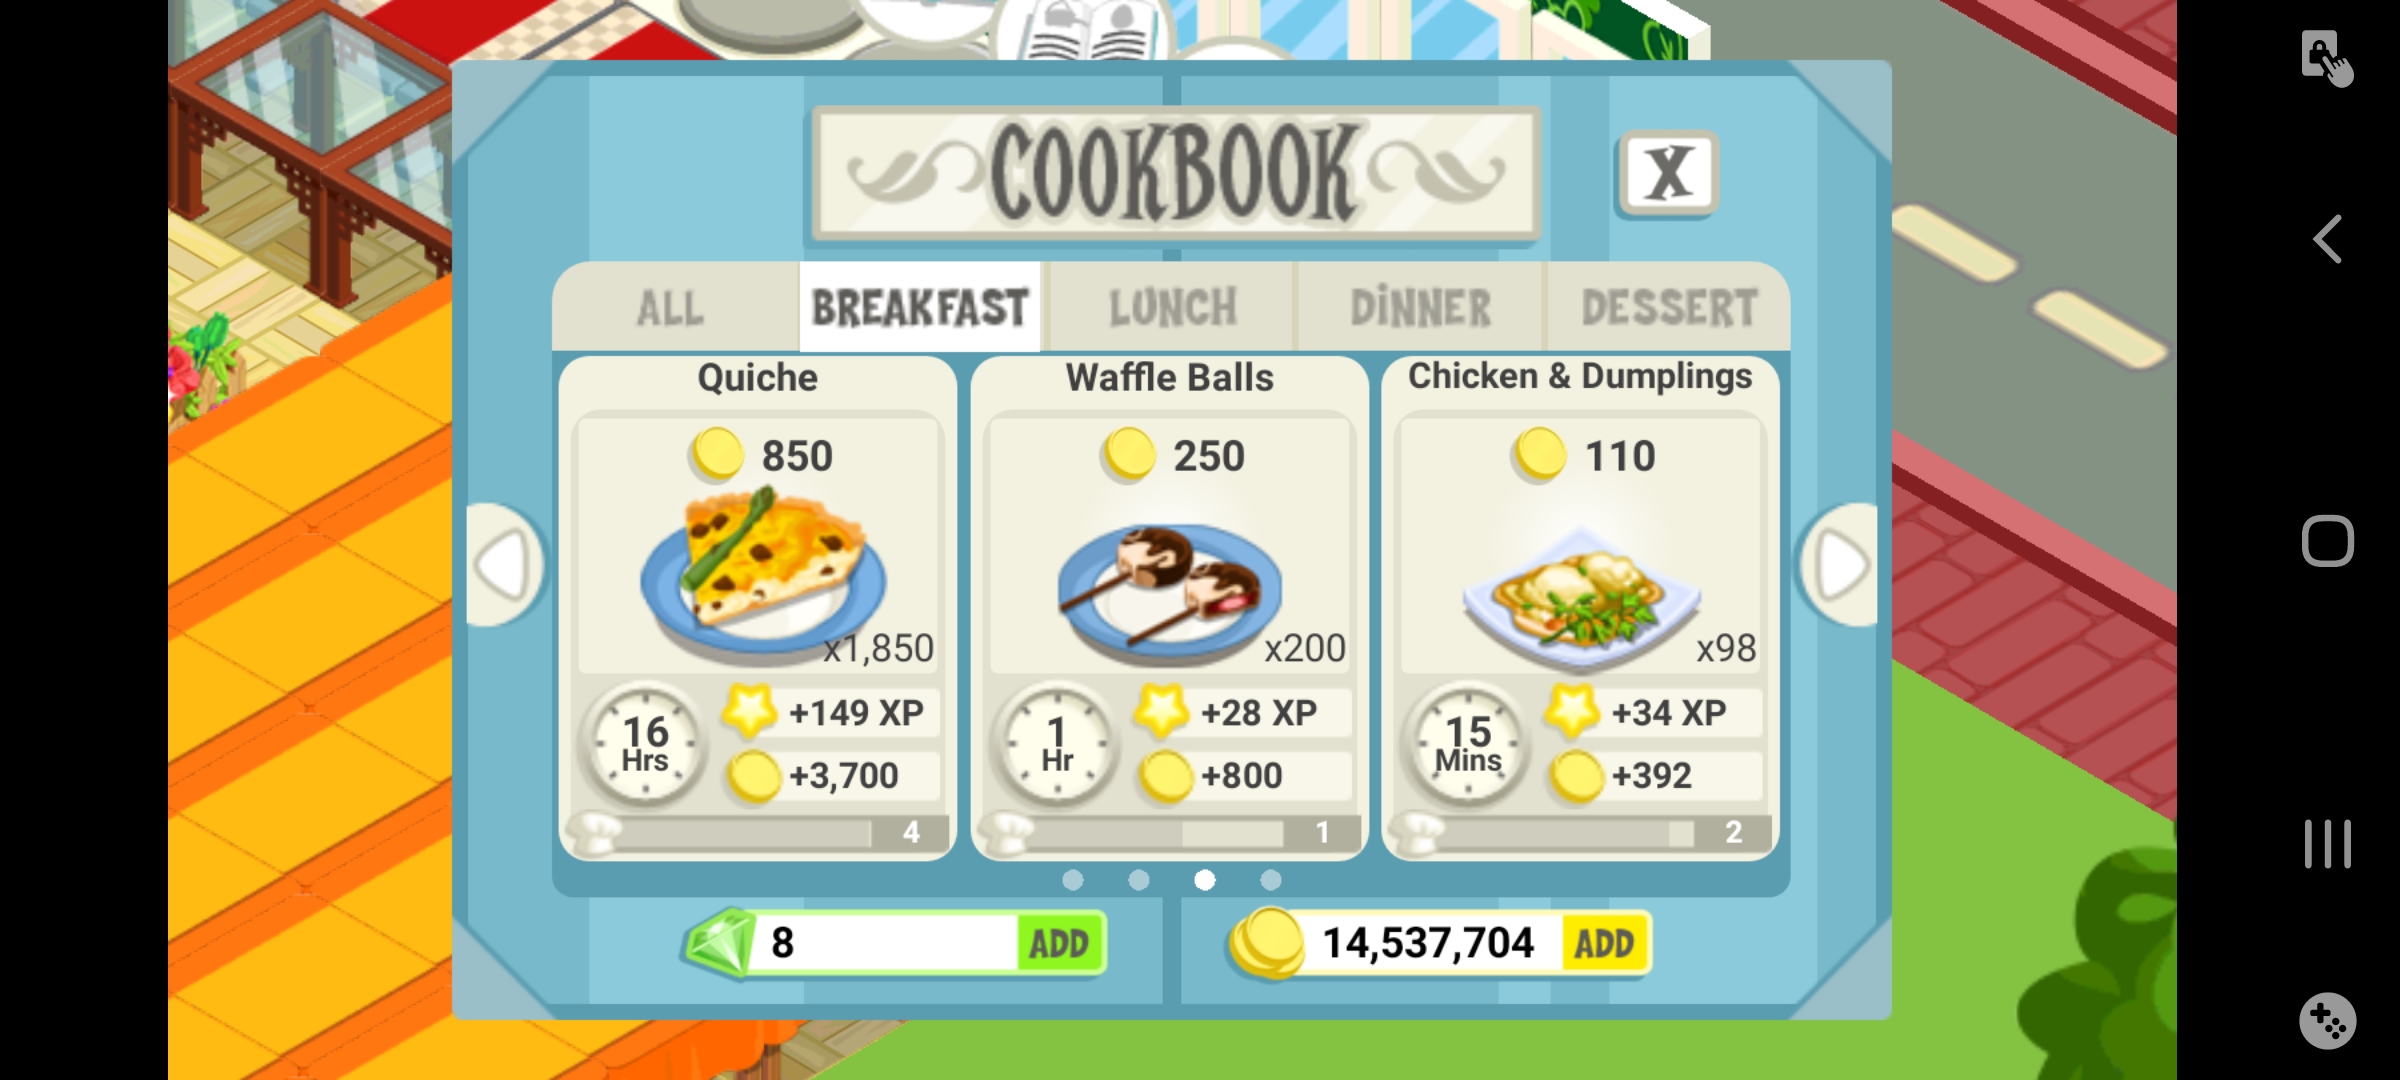 COOKBOOK
X
ALL
BREAKFAST
LUNCH
DINNER
DESSERT
Quiche
850
x1,850
16
Hrs
+149 XP
+3,700
4
Waffle Balls
250
x200
1
Hr
+28 XP
+800
1
Chicken & Dumplings
110
x98
15
Mins
+34 XP
+392
2
8
ADD
14,537,704
ADD